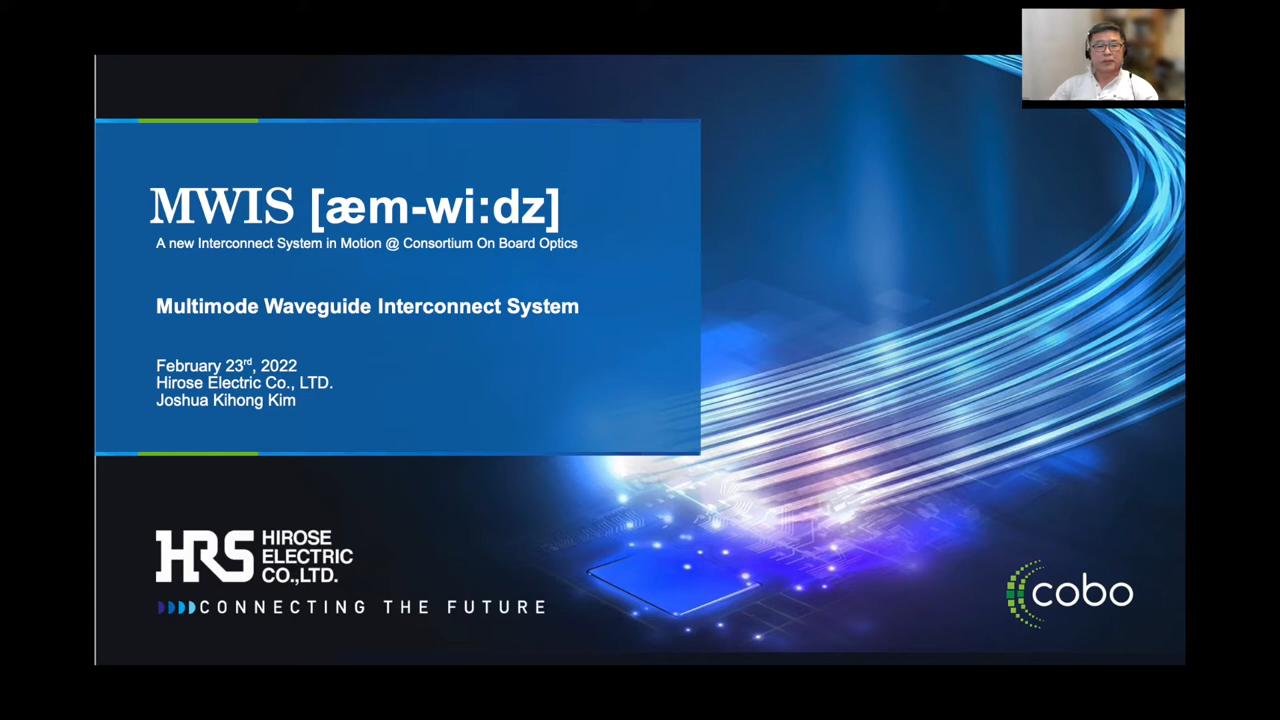 MWIS [æm-wi:dz]
A new Interconnect System in Motion @ Consortium On Board Optics
Multimode Waveguide Interconnect System
February 23rd, 2022
Hirose Electric Co., LTD.
Joshua Kihong Kim
HRS HIROSE
ELECTRIC
CO.,LTD.
CONNECTING THE FUTURE
cobo